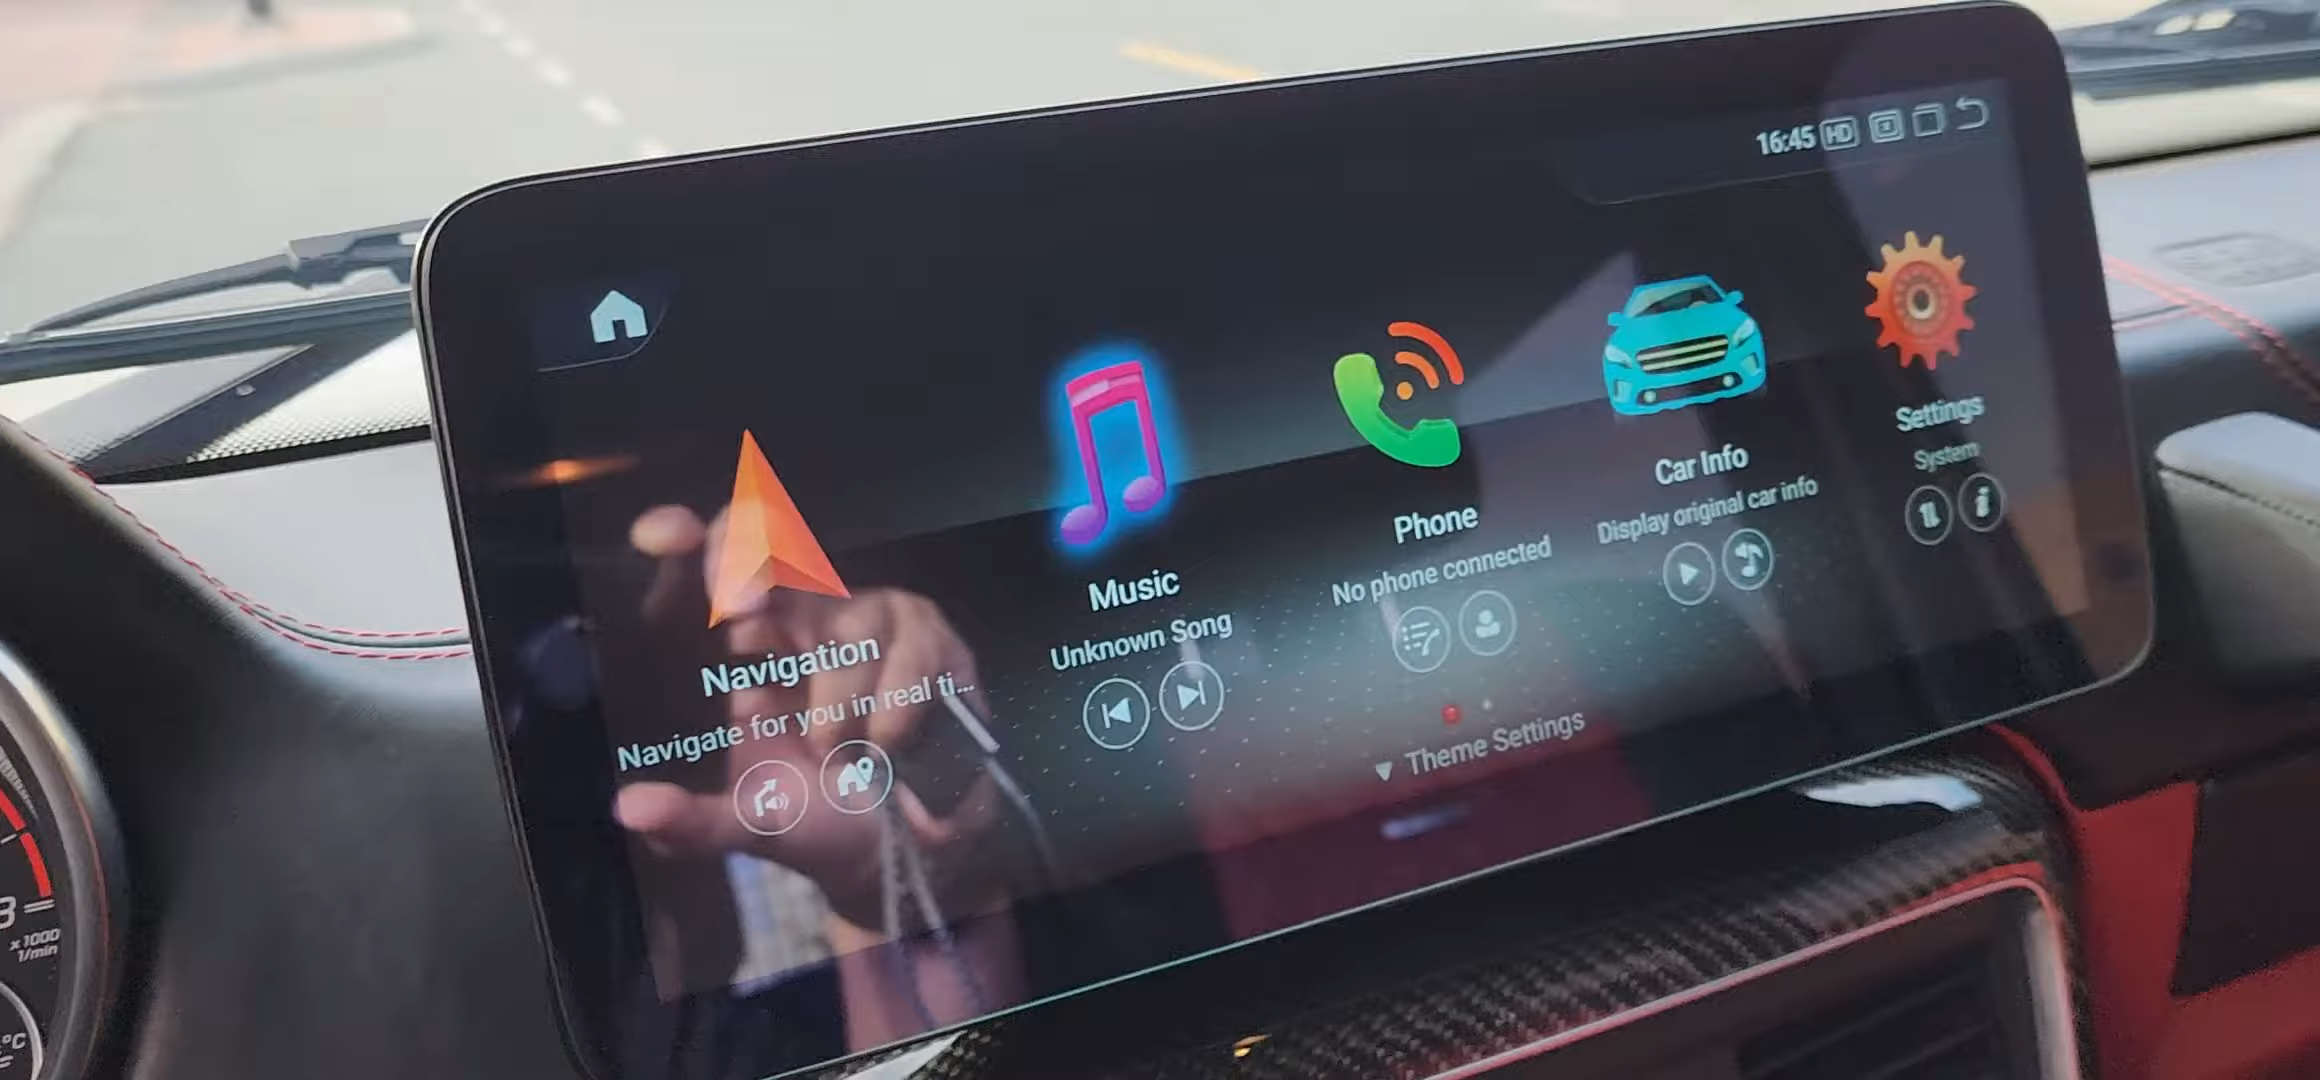 16:45 HD
Navigation
Navigate for you in real ti...
Music
Unknown Song
Phone
No phone connected
Car Info
Display original car info
Settings
System
Theme Settings
x1000
1/min
°C